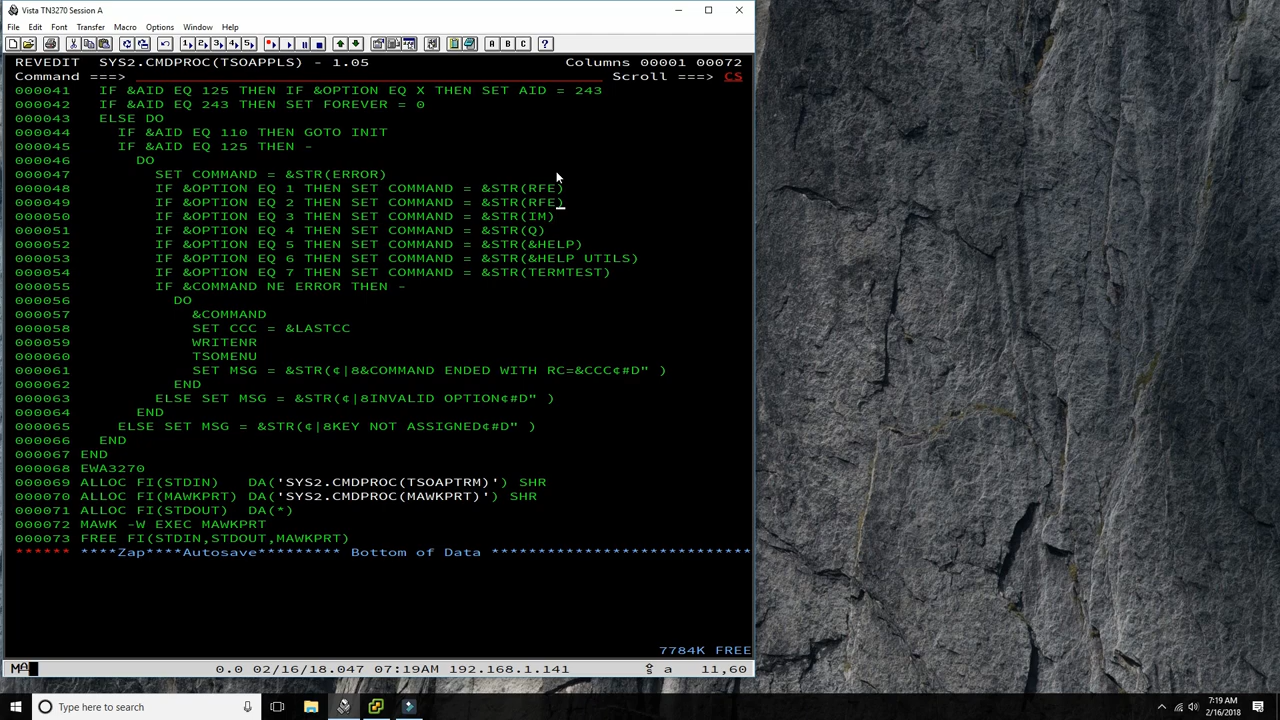 Vista TN3270 Session A
File Edit Font Transfer Macro Options Window Help
1 2 3 4 5 A B C ?
REVEDIT SYS2.CMDPROC(TSOAPPLS) - 1.05 Columns 00001 00072
Command ===> Scroll ===> CS
000041 IF &AID EQ 125 THEN IF &OPTION EQ X THEN SET AID = 243
000042 IF &AID EQ 243 THEN SET FOREVER = 0
000043 ELSE DO
000044 IF &AID EQ 110 THEN GOTO INIT
000045 IF &AID EQ 125 THEN -
000046 DO
000047 SET COMMAND = &STR(ERROR)
000048 IF &OPTION EQ 1 THEN SET COMMAND = &STR(RFE)
000049 IF &OPTION EQ 2 THEN SET COMMAND = &STR(RFE)
000050 IF &OPTION EQ 3 THEN SET COMMAND = &STR(IM)
000051 IF &OPTION EQ 4 THEN SET COMMAND = &STR(Q)
000052 IF &OPTION EQ 5 THEN SET COMMAND = &STR(&HELP)
000053 IF &OPTION EQ 6 THEN SET COMMAND = &STR(&HELP UTILS)
000054 IF &OPTION EQ 7 THEN SET COMMAND = &STR(TERMTEST)
000055 IF &COMMAND NE ERROR THEN -
000056 DO
000057 &COMMAND
000058 SET CCC = &LASTCC
000059 WRITENR
000060 TSOMENU
000061 SET MSG = &STR(¢|8&COMMAND ENDED WITH RC=&CCC¢#D" )
000062 END
000063 ELSE SET MSG = &STR(¢|8INVALID OPTION¢#D" )
000064 END
000065 ELSE SET MSG = &STR(¢|8KEY NOT ASSIGNED¢#D" )
000066 END
000067 END
000068 EWA3270
000069 ALLOC FI(STDIN) DA('SYS2.CMDPROC(TSOAPTRM)') SHR
000070 ALLOC FI(MAWKPRT) DA('SYS2.CMDPROC(MAWKPRT)') SHR
000071 ALLOC FI(STDOUT) DA(*)
000072 MAWK -W EXEC MAWKPRT
000073 FREE FI(STDIN,STDOUT,MAWKPRT)
****** ****Zap****Autosave********* Bottom of Data ****************************
7784K FREE
0.0 02/16/18.047 07:19AM 192.168.1.141 a 11,60
Type here to search
7:19 AM
2/16/2018